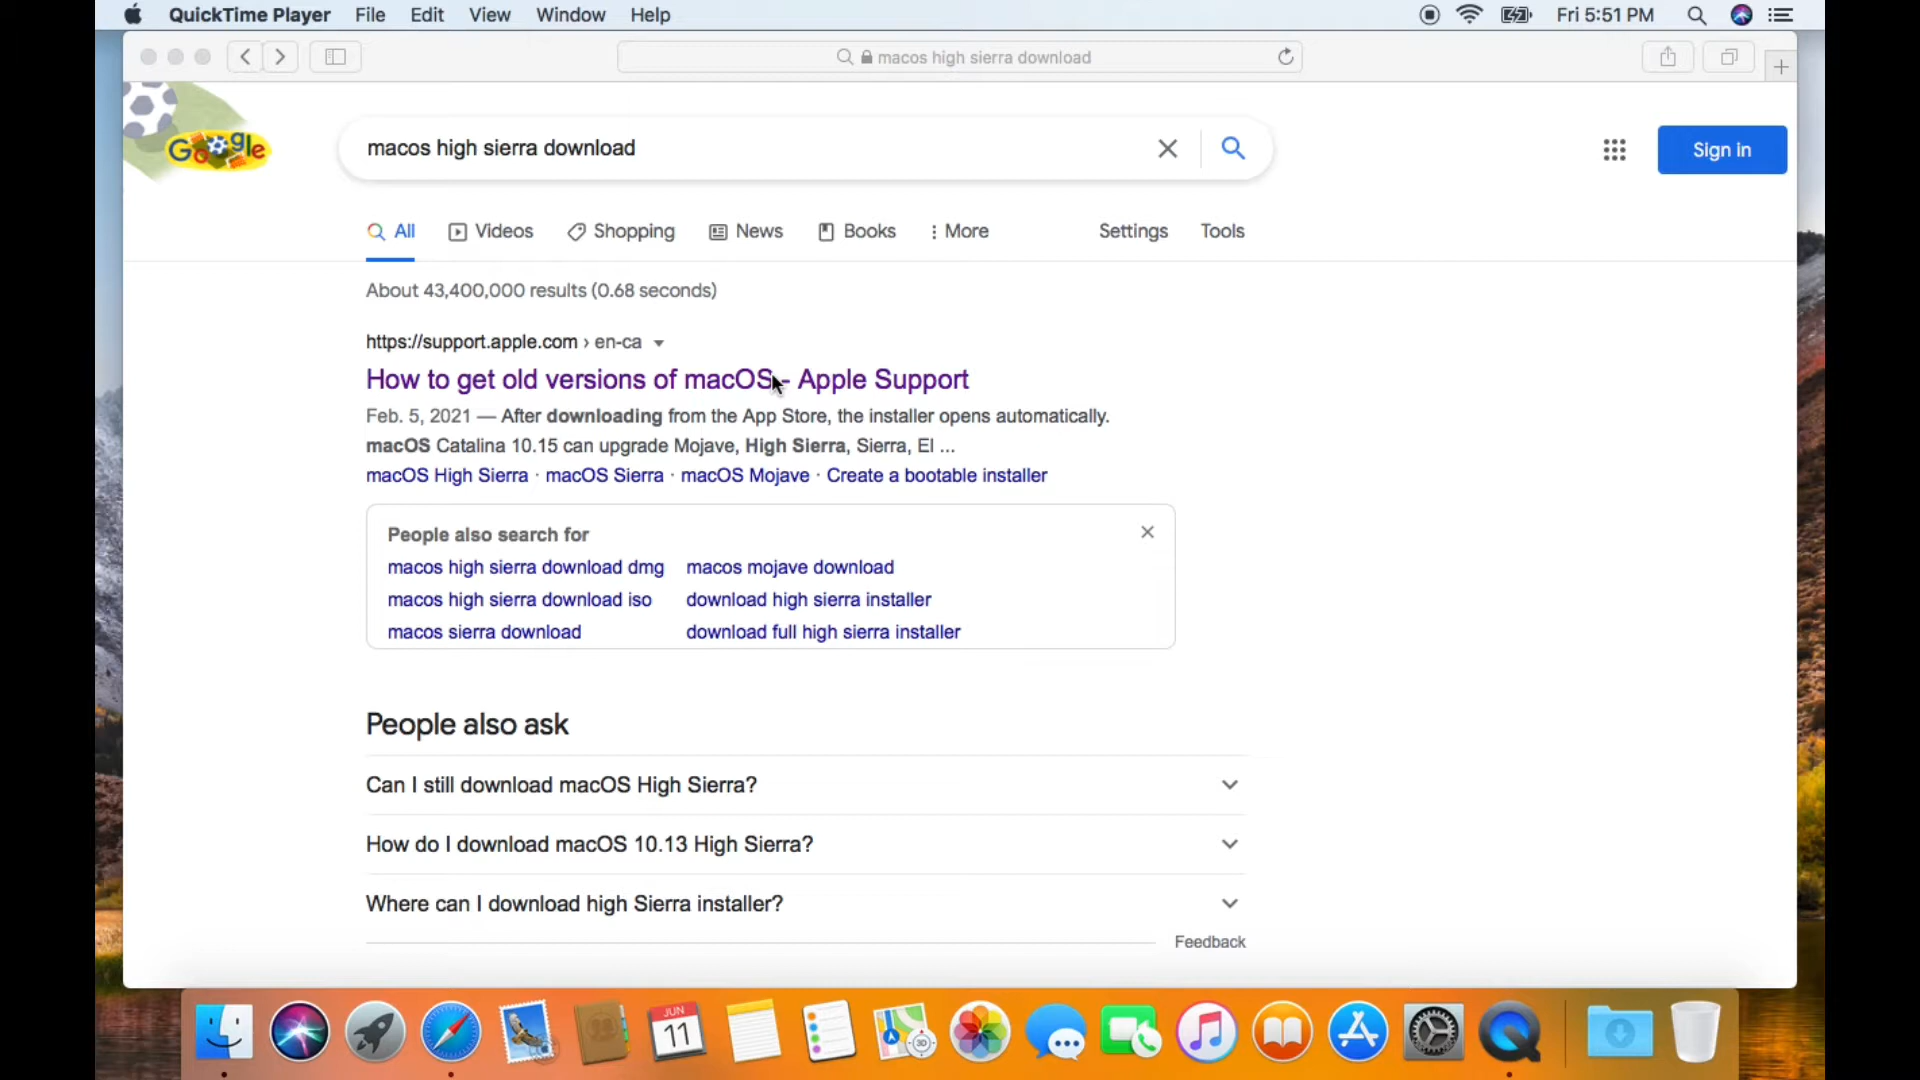 QuickTime Player File Edit View Window Help Fri 5:51 PM
macos high sierra download
Google
macos high sierra download
Sign in
All Videos Shopping News Books More Settings Tools
About 43,400,000 results (0.68 seconds)
https://support.apple.com › en-ca
How to get old versions of macOS - Apple Support
Feb. 5, 2021 — After downloading from the App Store, the installer opens automatically.
macOS Catalina 10.15 can upgrade Mojave, High Sierra, Sierra, El ...
macOS High Sierra · macOS Sierra · macOS Mojave · Create a bootable installer
People also search for
macos high sierra download dmg macos mojave download
macos high sierra download iso download high sierra installer
macos sierra download download full high sierra installer
People also ask
Can I still download macOS High Sierra?
How do I download macOS 10.13 High Sierra?
Where can I download high Sierra installer?
Feedback
JUN
11
3D